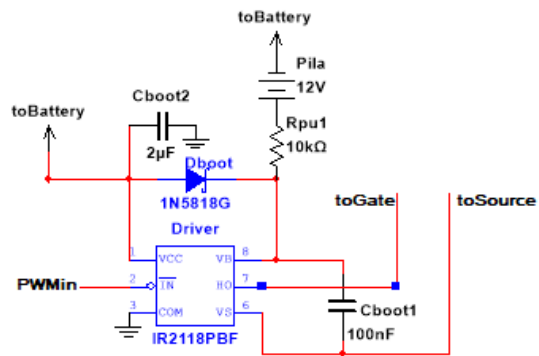 toBattery
Pila
12V
Cboot2
toBattery
Rpu1
10kΩ
2µF
Dboot
1N5818G
toGate
toSource
Driver
1
VCC
VB
8
PWMin
2
IN
HO
7
3
COM
VS
6
Cboot1
100nF
IR2118PBF